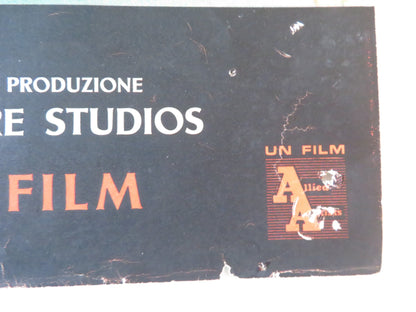 PRODUZIONE
RE STUDIOS
FILM
UN FILM
Allied
A